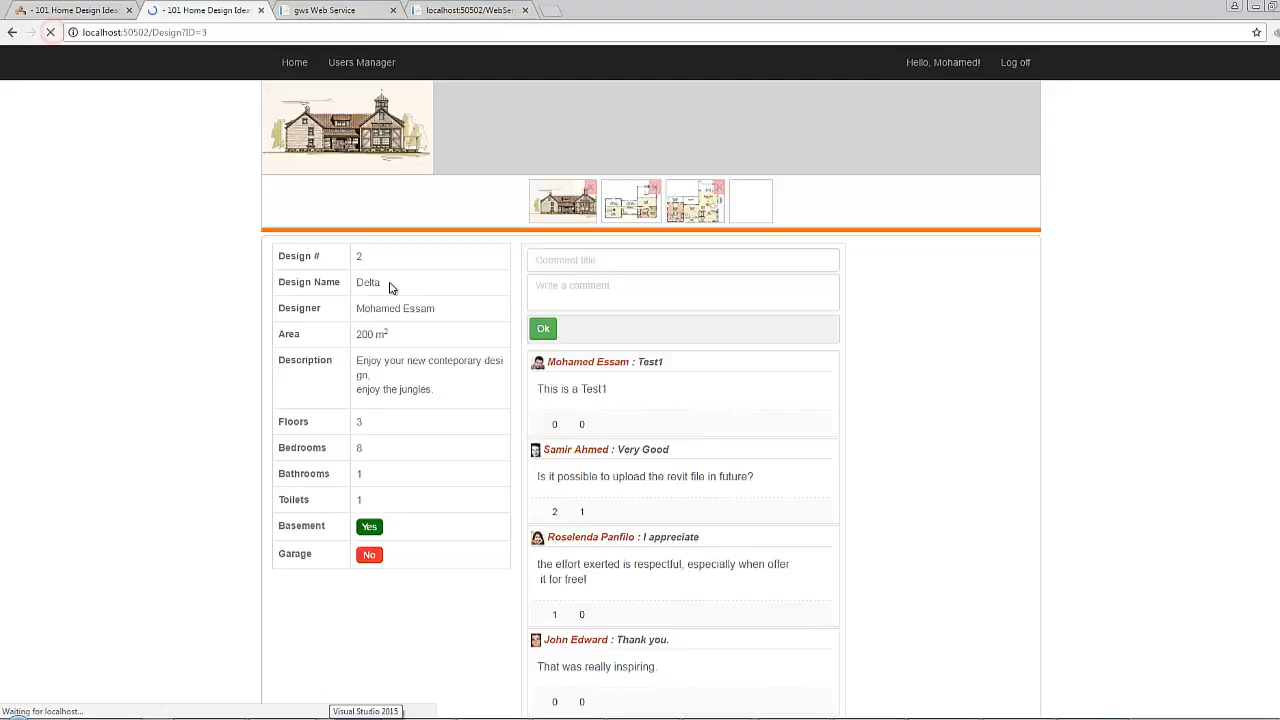 - 101 Home Design Ideas
- 101 Home Design Ideas
gws Web Service
localhost:50502/WebSer
localhost:50502/Design?ID=3
Home Users Manager Hello, Mohamed! Log off
Design # 2
Design Name Delta
Designer Mohamed Essam
Area 200 m²
Description Enjoy your new conteporary desi
gn,
enjoy the jungles.
Floors 3
Bedrooms 8
Bathrooms 1
Toilets 1
Basement Yes
Garage No
Comment title
Write a comment
Ok
Mohamed Essam : Test1
This is a Test1
0 0
Samir Ahmed : Very Good
Is it possible to upload the revit file in future?
2 1
Roselenda Panfilo : I appreciate
the effort exerted is respectful, especially when offer
it for free!
1 0
John Edward : Thank you.
That was really inspiring.
0 0
Waiting for localhost...
Visual Studio 2015